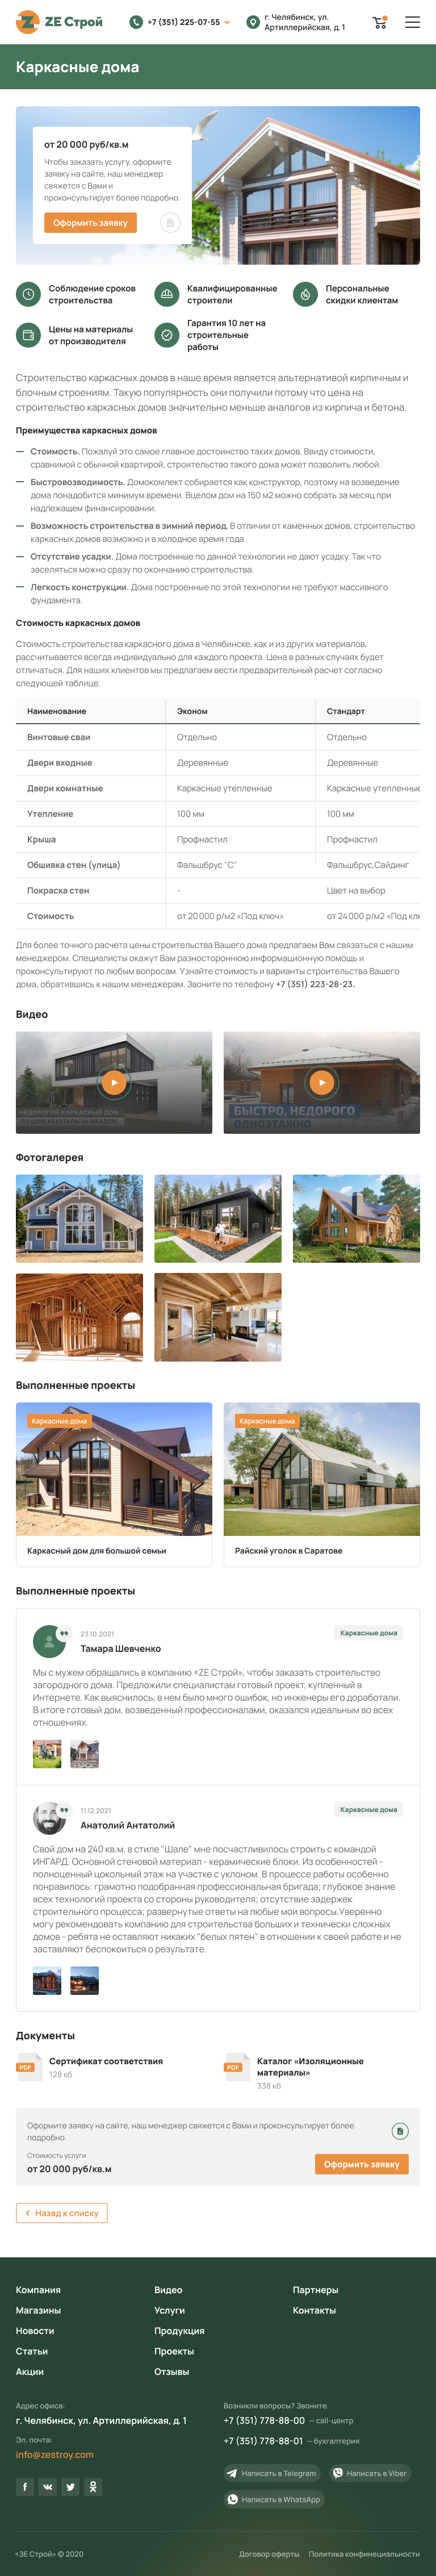 ZE Строй
+7 (351) 225-07-55
г. Челябинск, ул.
Артиллерийская, д. 1
Каркасные дома
от 20 000 руб/кв.м
Чтобы заказать услугу, оформите
заявку на сайте, наш менеджер
свяжется с Вами и
проконсультирует более подробно.
Оформить заявку
Соблюдение сроков
строительства
Квалифицированные
строители
Персональные
скидки клиентам
Цены на материалы
от производителя
Гарантия 10 лет на
строительные
работы
Строительство каркасных домов в наше время является альтернативой кирпичным и
блочным строениям. Такую популярность они получили потому что цена на
строительство каркасных домов значительно меньше аналогов из кирпича и бетона.
Преимущества каркасных домов
Стоимость. Пожалуй это самое главное достоинство таких домов. Ввиду стоимости,
сравнимой с обычной квартирой, строительство такого дома может позволить любой.
Быстровозводимость. Домокомлект собирается как конструктор, поэтому на возведение
дома понадобится минимум времени. Вцелом дом на 150 м2 можно собрать за месяц при
надлежащем финансировании.
Возможность строительства в зимний период. В отличии от каменных домов, строительство
каркасных домов возможно и в холодное время года.
Отсутствие усадки. Дома построенные по данной технологии не дают усадку. Так что
заселяться можно сразу по окончанию строительства.
Легкость конструкции. Дома построенные по этой технологии не требуют массивного
фундамента.
Стоимость каркасных домов
Стоимость строительства каркасного дома в Челябинске, как и из других материалов,
рассчитывается всегда индивидуально для каждого проекта. Цена в разных случаях будет
отличаться. Для наших клиентов мы предлагаем вести предварительный расчет согласно
следующей таблице.
Наименование Эконом Стандарт
Винтовые сваи Отдельно Отдельно
Двери входные Деревянные Деревянные
Двери комнатные Каркасные утепленные Каркасные утепленные
Утепление 100 мм 100 мм
Крыша Профнастил Профнастил
Обшивка стен (улица) Фальшбрус "С" Фальшбрус,Сайдинг
Покраска стен - Цвет на выбор
Стоимость от 20 000 р/м2 «Под ключ» от 24 000 р/м2 «Под клю
Для более точного расчета цены строительства Вашего дома предлагаем Вам связаться с нашим
менеджером. Специалисты окажут Вам разностороннюю информационную помощь и
проконсультируют по любым вопросам. Узнайте стоимость и варианты строительства Вашего
дома, обратившись к нашим менеджерам. Звоните по телефону +7 (351) 223-28-23.
Видео
НЕДОРОГОЙ КАРКАСНЫЙ ДОМ
ПО ЦЕНЕ КВАРТИРЫ ЗА МКАДОМ
БЫСТРО, НЕДОРОГО
ОДНОЭТАЖНО
Фотогалерея
Выполненные проекты
Каркасные дома
Каркасный дом для большой семьи
Каркасные дома
Райский уголок в Саратове
Выполненные проекты
23.10.2021
Тамара Шевченко
Каркасные дома
Мы с мужем обращались в компанию «ZE Строй», чтобы заказать строительство
загородного дома. Предложили специалистам готовый проект, купленный в
Интернете. Как выяснилось, в нем было много ошибок, но инженеры его доработали.
В итоге готовый дом, возведенный профессионалами, оказался идеальным во всех
отношениях.
11.12.2021
Анатолий Антатолий
Каркасные дома
Свой дом на 240 кв.м. в стиле "Шале" мне посчастливилось строить с командой
ИНГАРД. Основной стеновой материал - керамические блоки. Из особенностей -
полноценный цокольный этаж на участке с уклоном. В процессе работы особенно
понравилось: грамотно подобранная профессиональная бригада; глубокое знание
всех технологий проекта со стороны руководителя; отсутствие задержек
строительного процесса; развернутые ответы на любые мои вопросы.Уверенно
могу рекомендовать компанию для строительства больших и технически сложных
домов - ребята не оставляют никаких "белых пятен" в отношении к своей работе и не
заставляют беспокоиться о результате.
Документы
PDF
Сертификат соответствия
128 кб
PDF
Каталог «Изоляционные
материалы»
338 кб
Оформите заявку на сайте, наш менеджер свяжется с Вами и проконсультирует более
подробно.
Стоимость услуги
от 20 000 руб/кв.м
Оформить заявку
Назад к списку
Компания
Магазины
Новости
Статьи
Акции
Видео
Услуги
Продукция
Проекты
Отзывы
Партнеры
Контакты
Адрес офиса:
г. Челябинск, ул. Артиллерийская, д. 1
Эл. почта:
info@zestroy.com
Возникли вопросы? Звоните.
+7 (351) 778-88-00 — call-центр
+7 (351) 778-88-01 — бухгалтерия
Написать в Telegram
Написать в Viber
Написать в WhatsApp
«ЗЕ Строй» © 2020
Договор оферты
Политика конфинециальности